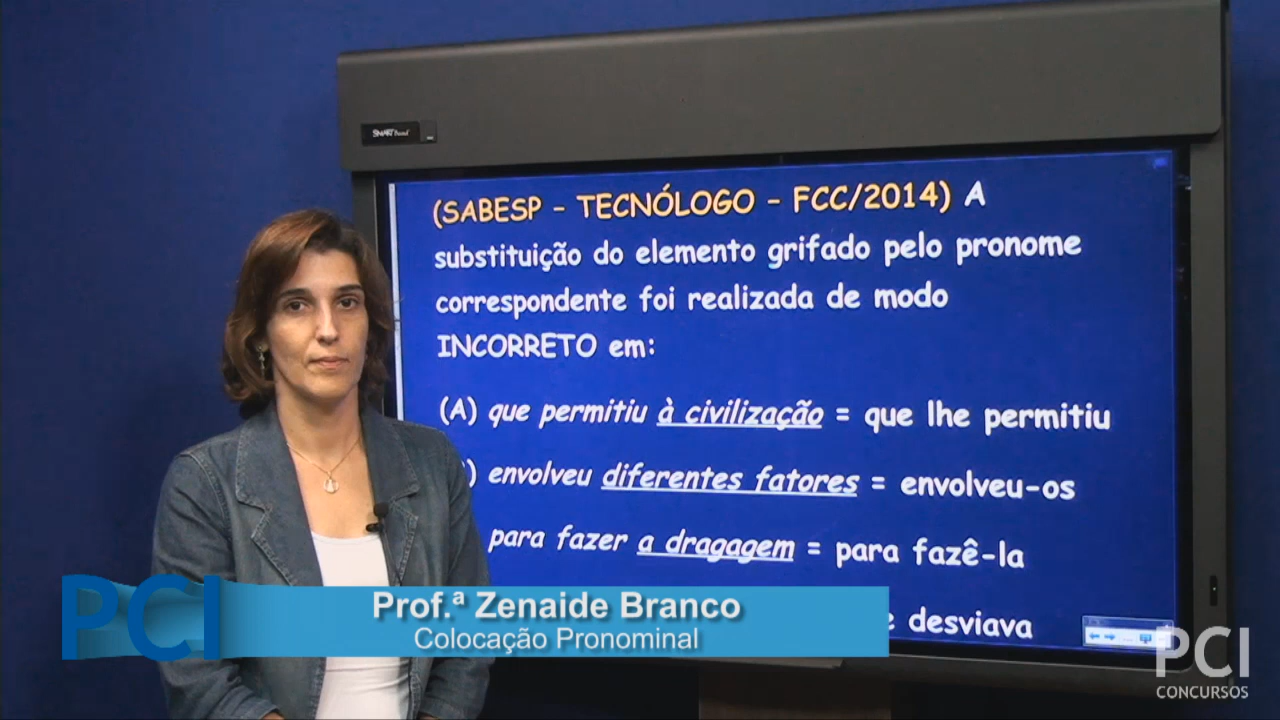 SMART Board
(SABESP – TECNÓLOGO – FCC/2014) A
substituição do elemento grifado pelo pronome
correspondente foi realizada de modo
INCORRETO em:
(A) que permitiu à civilização = que lhe permitiu
) envolveu diferentes fatores = envolveu-os
para fazer a dragagem = para fazê-la
e desviava
PCI
Prof.ª Zenaide Branco
Colocação Pronominal
PCI
CONCURSOS